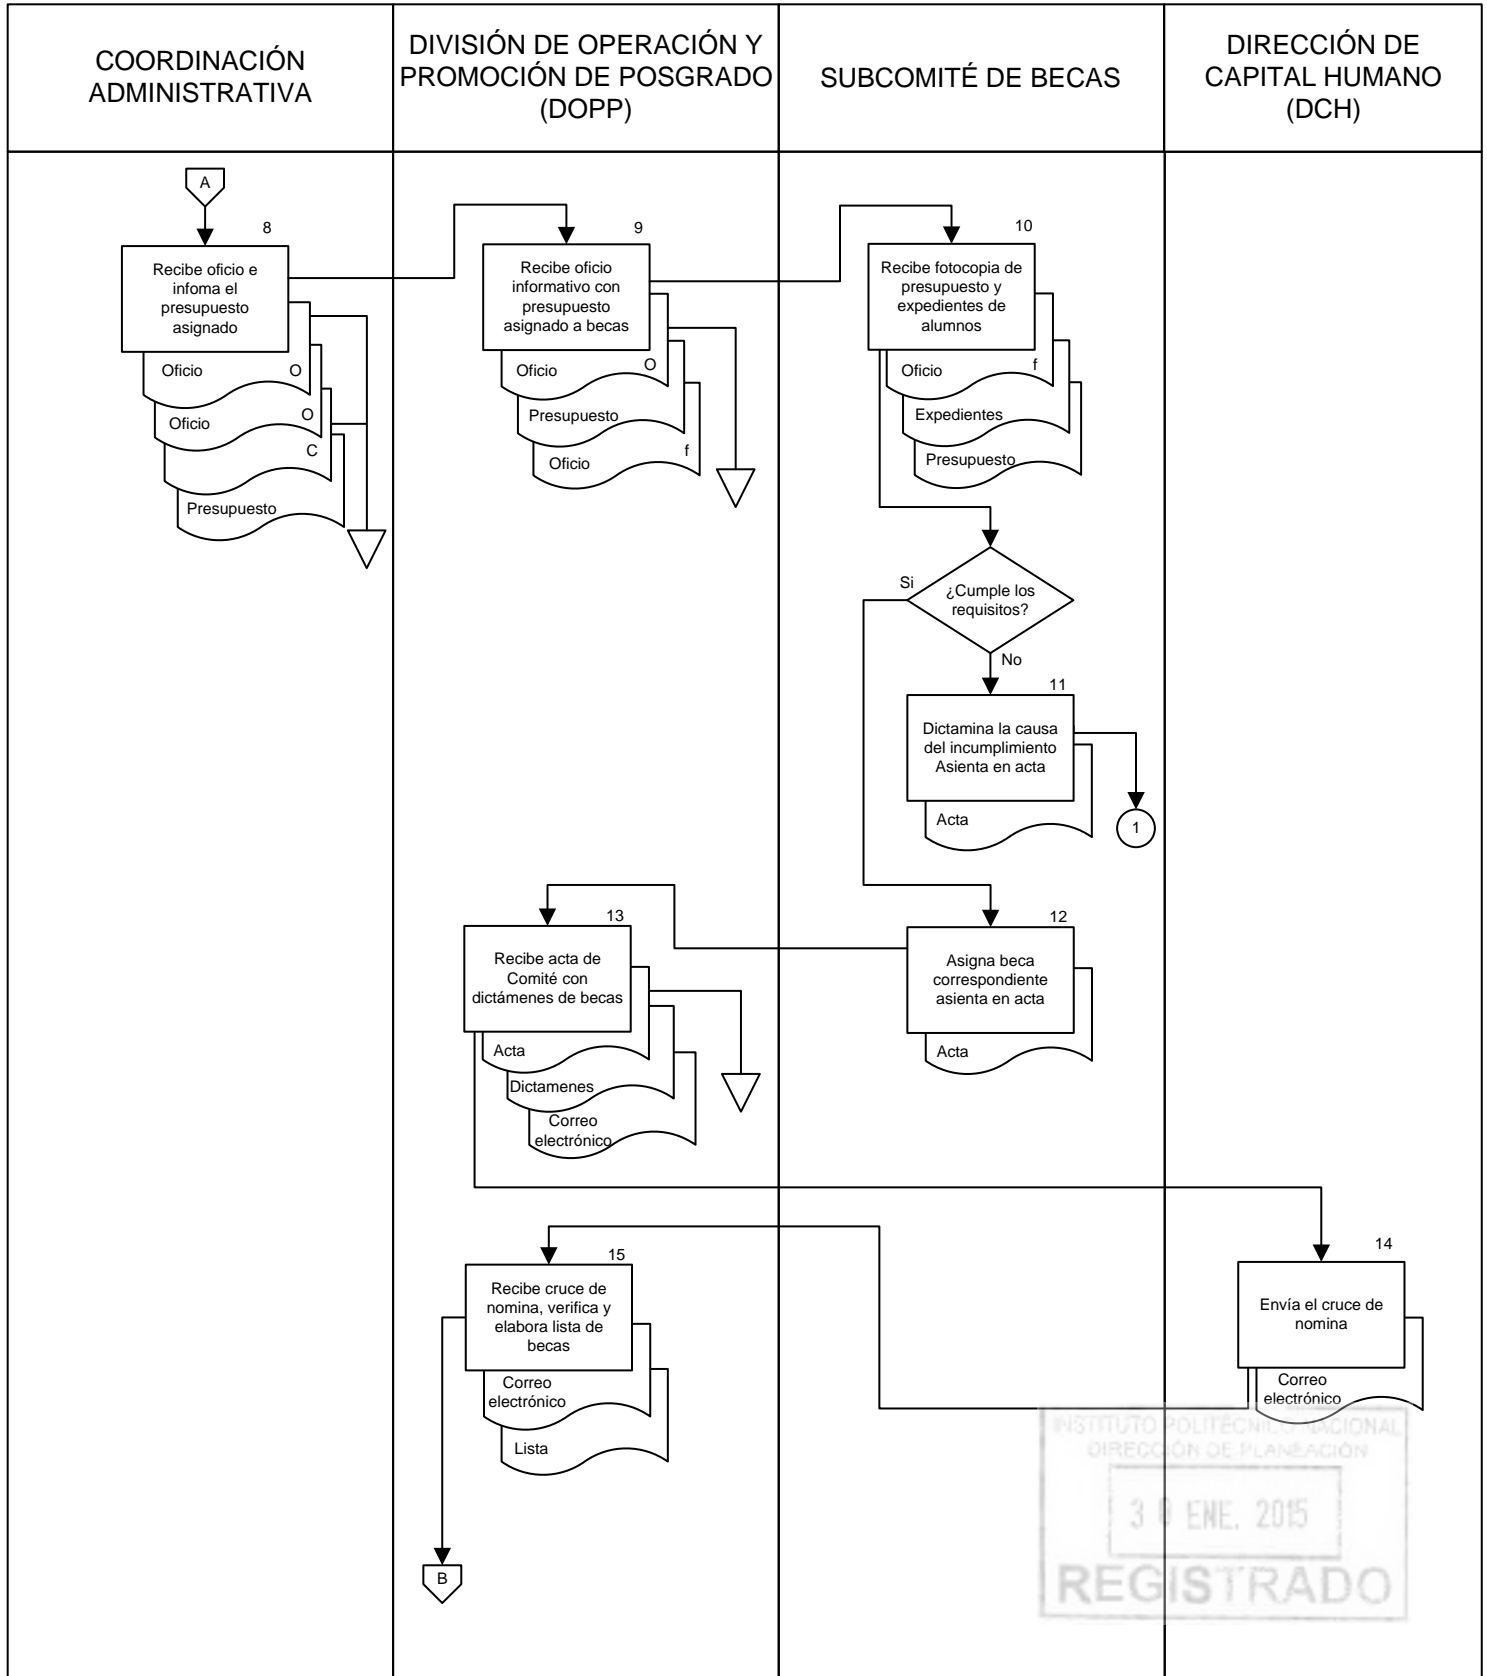 COORDINACIÓN
ADMINISTRATIVA
DIVISIÓN DE OPERACIÓN Y
PROMOCIÓN DE POSGRADO
(DOPP)
SUBCOMITÉ DE BECAS
DIRECCIÓN DE
CAPITAL HUMANO
(DCH)
A
8
Recibe oficio e
infoma el
presupuesto
asignado
Oficio O
Oficio O
C
Presupuesto
9
Recibe oficio
informativo con
presupuesto
asignado a becas
Oficio O
Presupuesto
Oficio f
10
Recibe fotocopia de
presupuesto y
expedientes de
alumnos
Oficio f
Expedientes
Presupuesto
Si
¿Cumple los
requisitos?
No
11
Dictamina la causa
del incumplimiento
Asienta en acta
Acta
1
12
Asigna beca
correspondiente
asienta en acta
Acta
13
Recibe acta de
Comité con
dictámenes de becas
Acta
Dictamenes
Correo
electrónico
14
Envía el cruce de
nomina
Correo
electrónico
15
Recibe cruce de
nomina, verifica y
elabora lista de
becas
Correo
electrónico
Lista
B
INSTITUTO POLITÉCNICO NACIONAL
DIRECCIÓN DE PLANEACIÓN
ENE. 2015
REGISTRADO